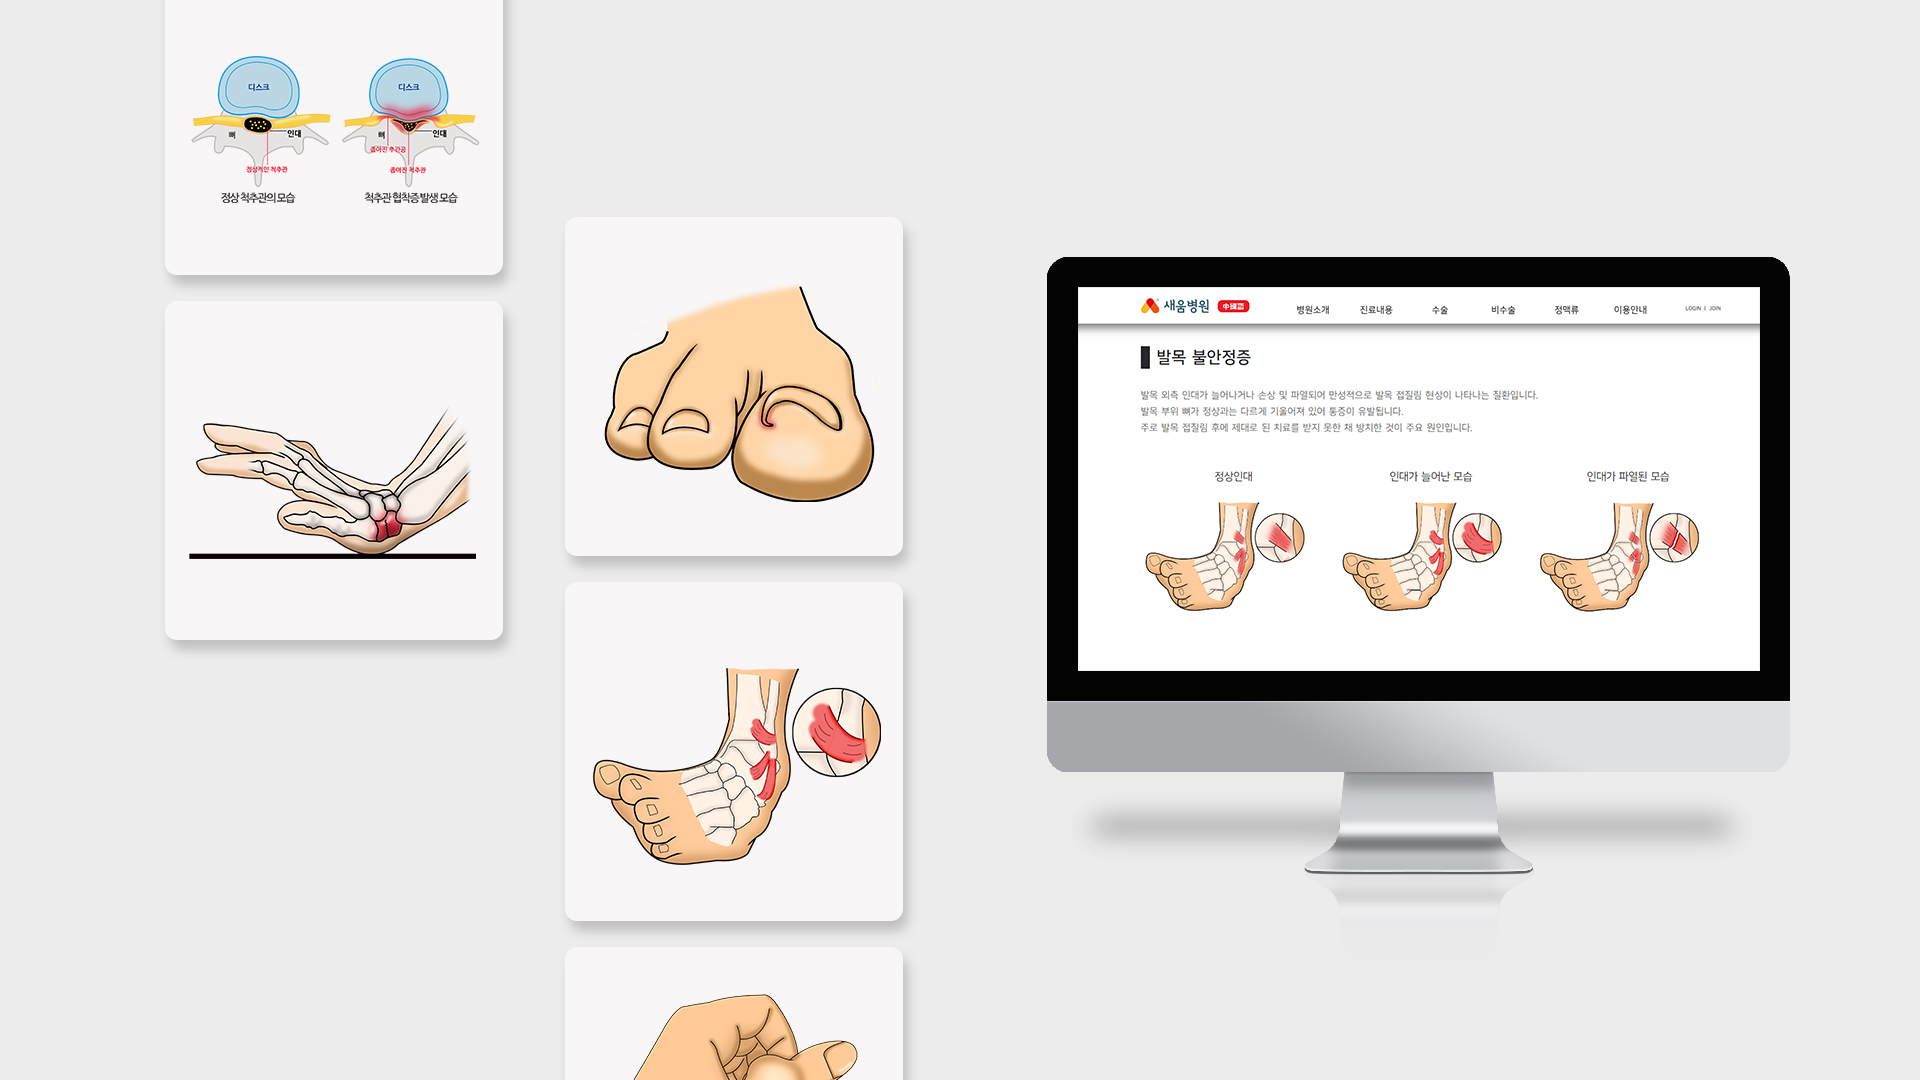 디스크
뼈
인대
정상적인 척추관
정상 척추관의 모습
디스크
뼈
인대
좁아진 추간공
좁아진 척추관
척추관 협착증 발생 모습
새움병원
中國語
병원소개
진료내용
수술
비수술
정맥류
이용안내
LOGIN | JOIN
발목 불안정증
발목 외측 인대가 늘어나거나 손상 및 파열되어 만성적으로 발목 접질림 현상이 나타나는 질환입니다.
발목 부위 뼈가 정상과는 다르게 기울어져 있어 통증이 유발됩니다.
주로 발목 접질림 후에 제대로 된 치료를 받지 못한 채 방치한 것이 주요 원인입니다.
정상인대
인대가 늘어난 모습
인대가 파열된 모습